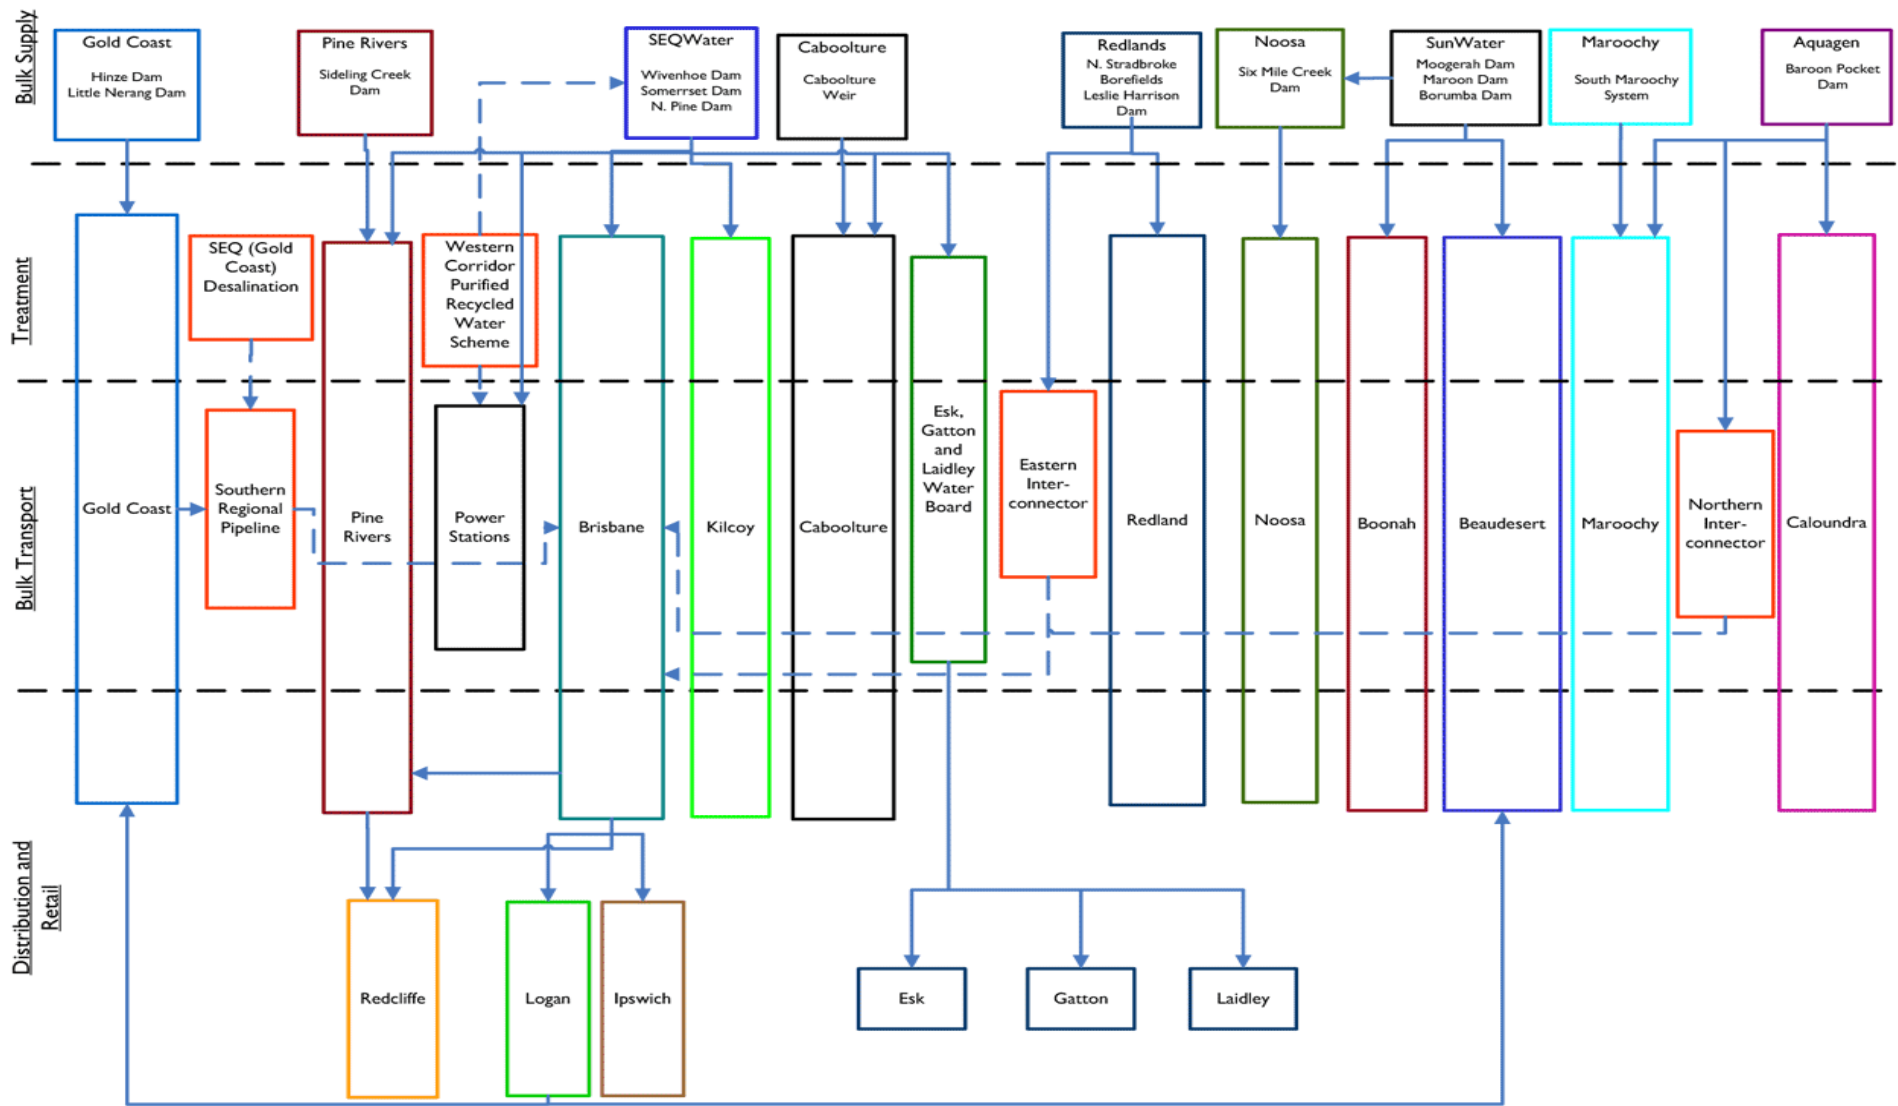 Bulk Supply
Gold Coast
Hinze Dam
Little Nerang Dam
Pine Rivers
Sideling Creek
Dam
SEQWater
Wivenhoe Dam
Somerrset Dam
N. Pine Dam
Caboolture
Caboolture
Weir
Redlands
N. Stradbroke
Borefields
Leslie Harrison
Dam
Noosa
Six Mile Creek
Dam
SunWater
Moogerah Dam
Maroon Dam
Borumba Dam
Maroochy
South Maroochy
System
Aquagen
Baroon Pocket
Dam
Treatment
SEQ (Gold
Coast)
Desalination
Western
Corridor
Purified
Recycled
Water
Scheme
Bulk Transport
Gold Coast
Southern
Regional
Pipeline
Pine
Rivers
Power
Stations
Brisbane
Kilcoy
Caboolture
Esk,
Gatton
and
Laidley
Water
Board
Eastern
Inter-
connector
Redland
Noosa
Boonah
Beaudesert
Maroochy
Northern
Inter-
connector
Caloundra
Distribution and
Retail
Redcliffe
Logan
Ipswich
Esk
Gatton
Laidley